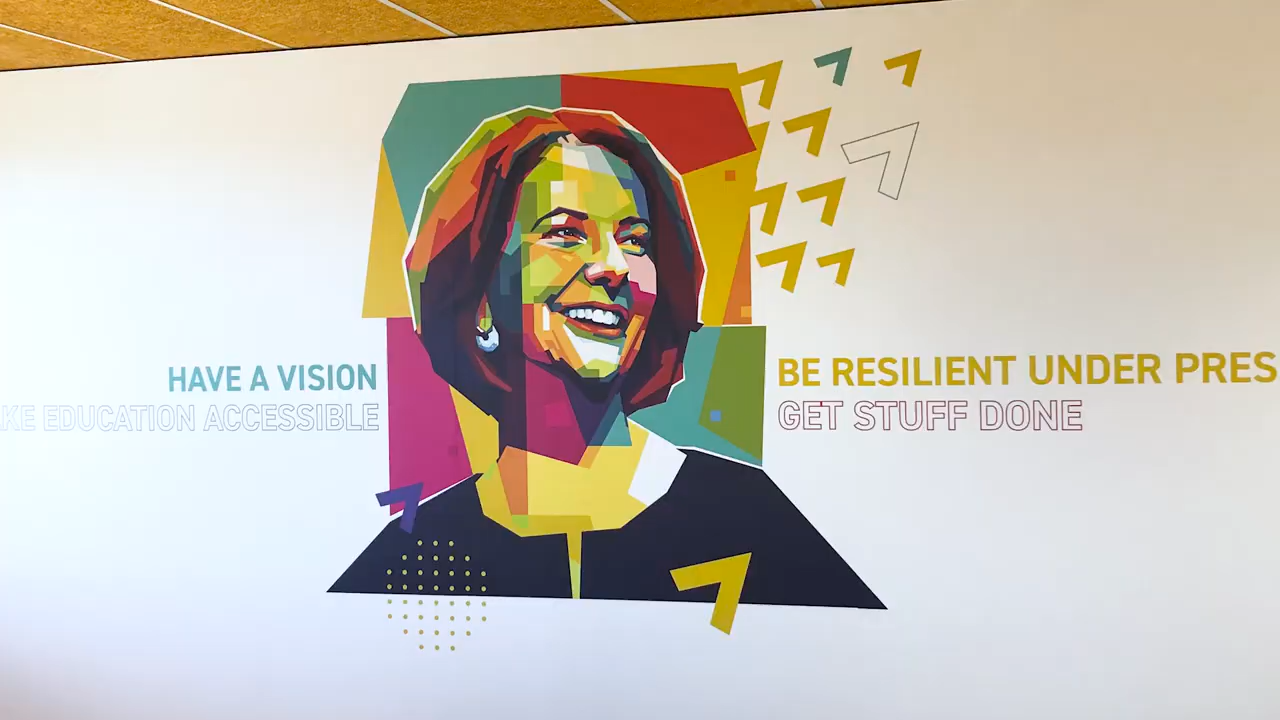 HAVE A VISION
EDUCATION ACCESSIBLE
BE RESILIENT UNDER
GET STUFF DONE